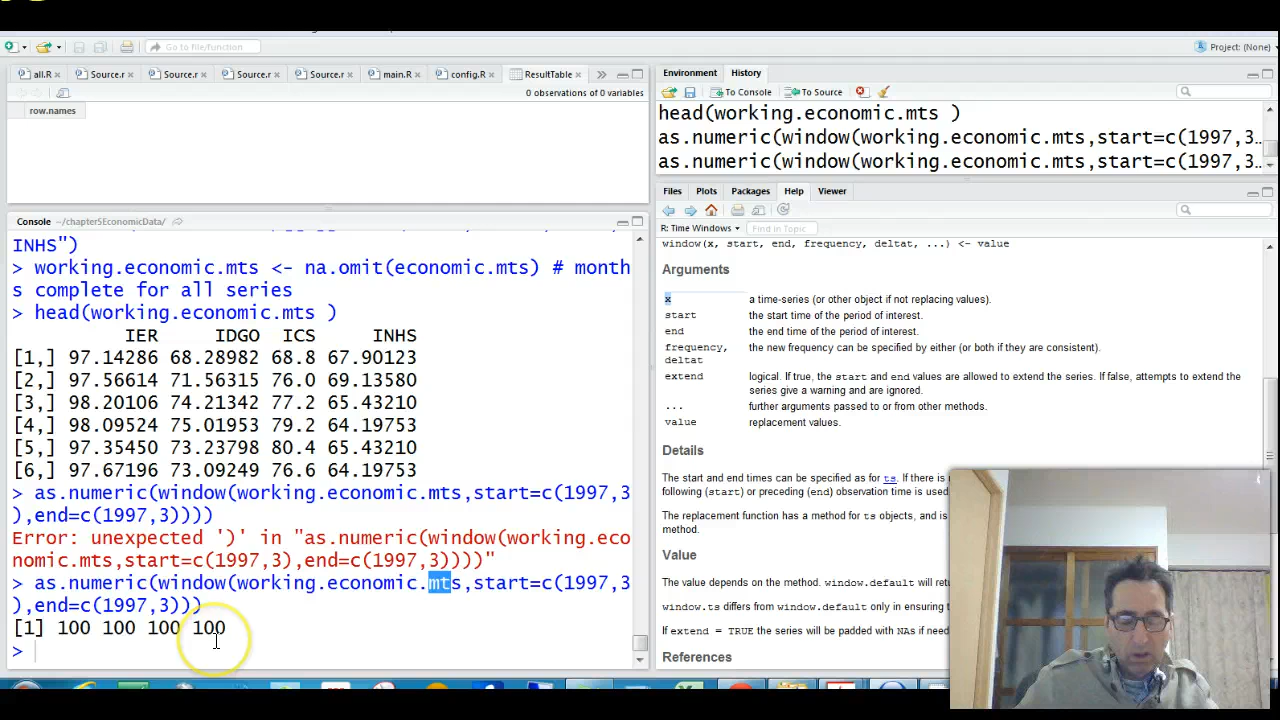 Go to file/function
Project: (None)
all.R
Source.r
Source.r
Source.r
Source.r
main.R
config.R
ResultTable
0 observations of 0 variables
row.names
Environment
History
To Console
To Source
head(working.economic.mts )
as.numeric(window(working.economic.mts,start=c(1997,3…
as.numeric(window(working.economic.mts,start=c(1997,3…
Files
Plots
Packages
Help
Viewer
R: Time Windows
Find in Topic
window(x, start, end, frequency, deltat, ...) <- value
Arguments
x a time-series (or other object if not replacing values).
start the start time of the period of interest.
end the end time of the period of interest.
frequency, the new frequency can be specified by either (or both if they are consistent).
deltat
extend logical. If true, the start and end values are allowed to extend the series. If false, attempts to extend the
series give a warning and are ignored.
... further arguments passed to or from other methods.
value replacement values.
Details
The start and end times can be specified as for ts. If there is
following (start) or preceding (end) observation time is used
The replacement function has a method for ts objects, and is
method.
Value
The value depends on the method. window.default will
window.ts differs from window.default only in ensuring
If extend = TRUE the series will be padded with NAs if
References
Console ~/chapter5EconomicData/
INHS")
> working.economic.mts <- na.omit(economic.mts) # month
s complete for all series
> head(working.economic.mts )
IER IDGO ICS INHS
[1,] 97.14286 68.28982 68.8 67.90123
[2,] 97.56614 71.56315 76.0 69.13580
[3,] 98.20106 74.21342 77.2 65.43210
[4,] 98.09524 75.01953 79.2 64.19753
[5,] 97.35450 73.23798 80.4 65.43210
[6,] 97.67196 73.09249 76.6 64.19753
> as.numeric(window(working.economic.mts,start=c(1997,3
),end=c(1997,3))))
Error: unexpected ')' in "as.numeric(window(working.eco
nomic.mts,start=c(1997,3),end=c(1997,3))))"
> as.numeric(window(working.economic.mts,start=c(1997,3
),end=c(1997,3)))
[1] 100 100 100 100
>